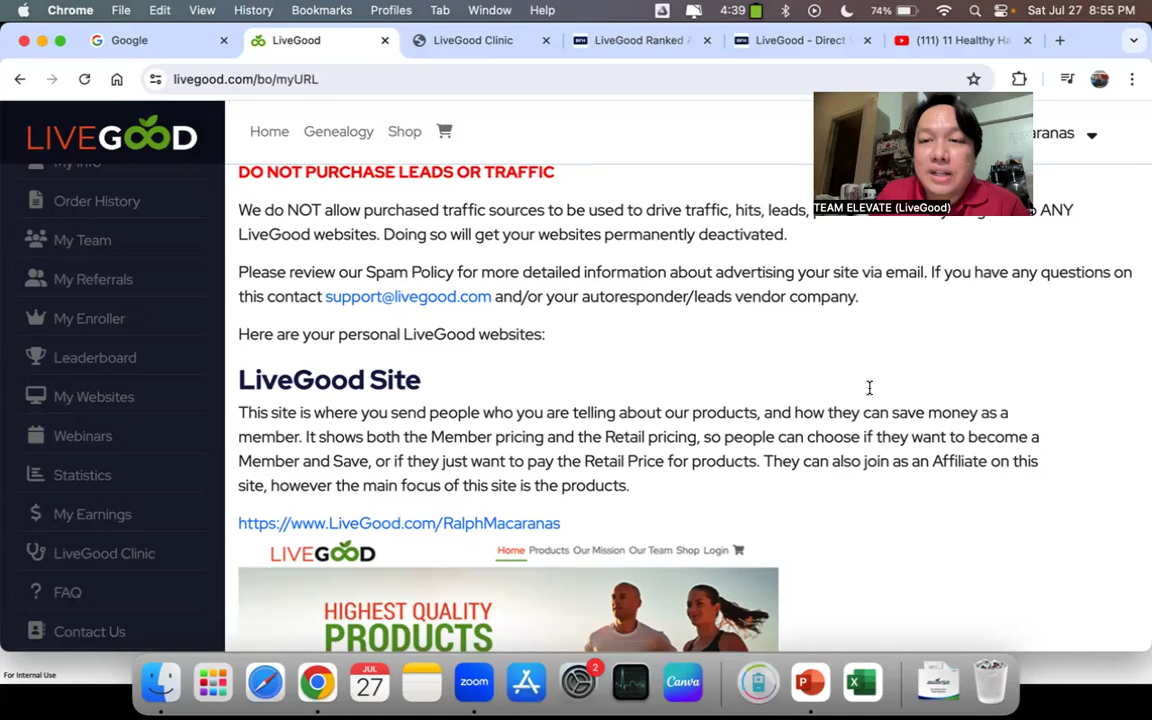 Chrome File Edit View History Bookmarks Profiles Tab Window Help 4:39 74% Sat Jul 27 8:55 PM
Google LiveGood LiveGood Clinic LiveGood Ranked LiveGood - Direct (111) 11 Healthy Ha
livegood.com/bo/myURL
LIVEGOOD
Home Genealogy Shop
aranas
My Info
Order History
My Team
My Referrals
My Enroller
Leaderboard
My Websites
Webinars
Statistics
My Earnings
LiveGood Clinic
FAQ
Contact Us
DO NOT PURCHASE LEADS OR TRAFFIC
We do NOT allow purchased traffic sources to be used to drive traffic, hits, leads, ANY
LiveGood websites. Doing so will get your websites permanently deactivated.
Please review our Spam Policy for more detailed information about advertising your site via email. If you have any questions on
this contact support@livegood.com and/or your autoresponder/leads vendor company.
Here are your personal LiveGood websites:
LiveGood Site
This site is where you send people who you are telling about our products, and how they can save money as a
member. It shows both the Member pricing and the Retail pricing, so people can choose if they want to become a
Member and Save, or if they just want to pay the Retail Price for products. They can also join as an Affiliate on this
site, however the main focus of this site is the products.
https://www.LiveGood.com/RalphMacaranas
LIVEGOOD Home Products Our Mission Our Team Shop Login
HIGHEST QUALITY
PRODUCTS
TEAM ELEVATE (LiveGood)
For Internal Use
JUL
27
zoom
2
Canva